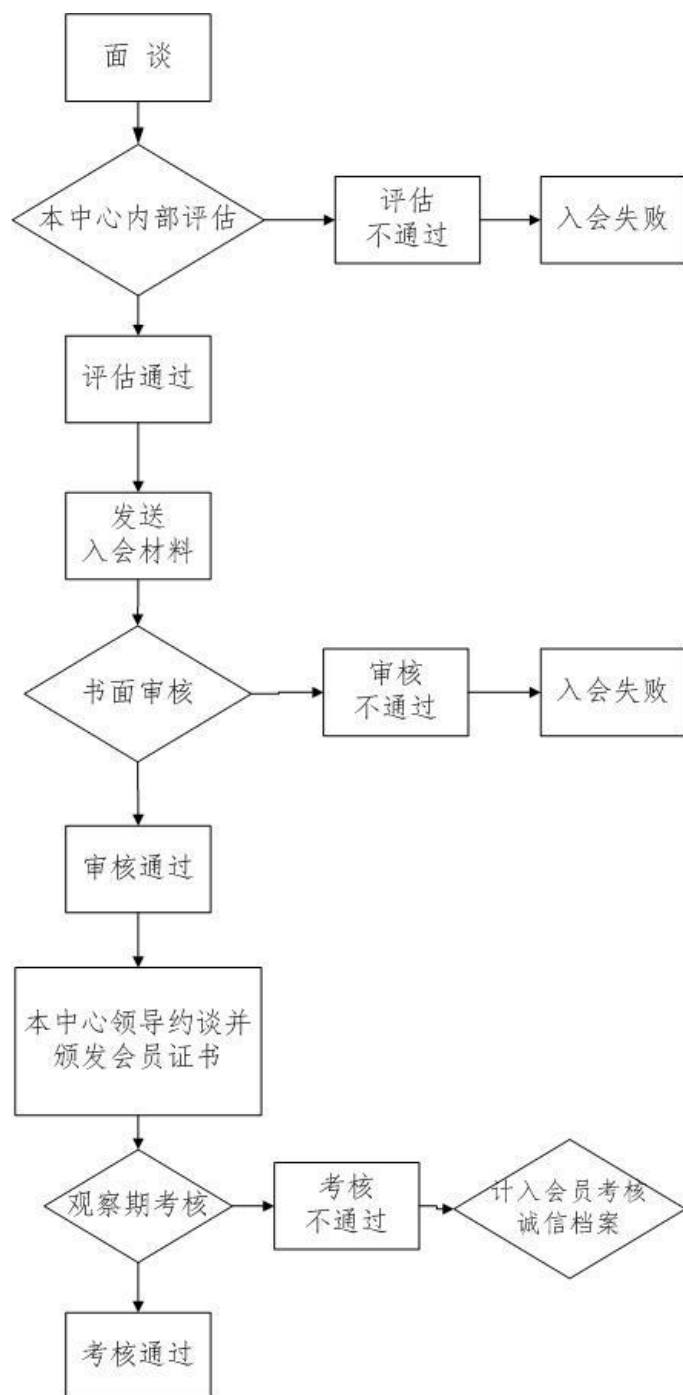 面 谈
本中心内部评估
评估
不通过
入会失败
评估通过
发送
入会材料
书面审核
审核
不通过
入会失败
审核通过
本中心领导约谈并
颁发会员证书
观察期考核
考核
不通过
计入会员考核
诚信档案
考核通过